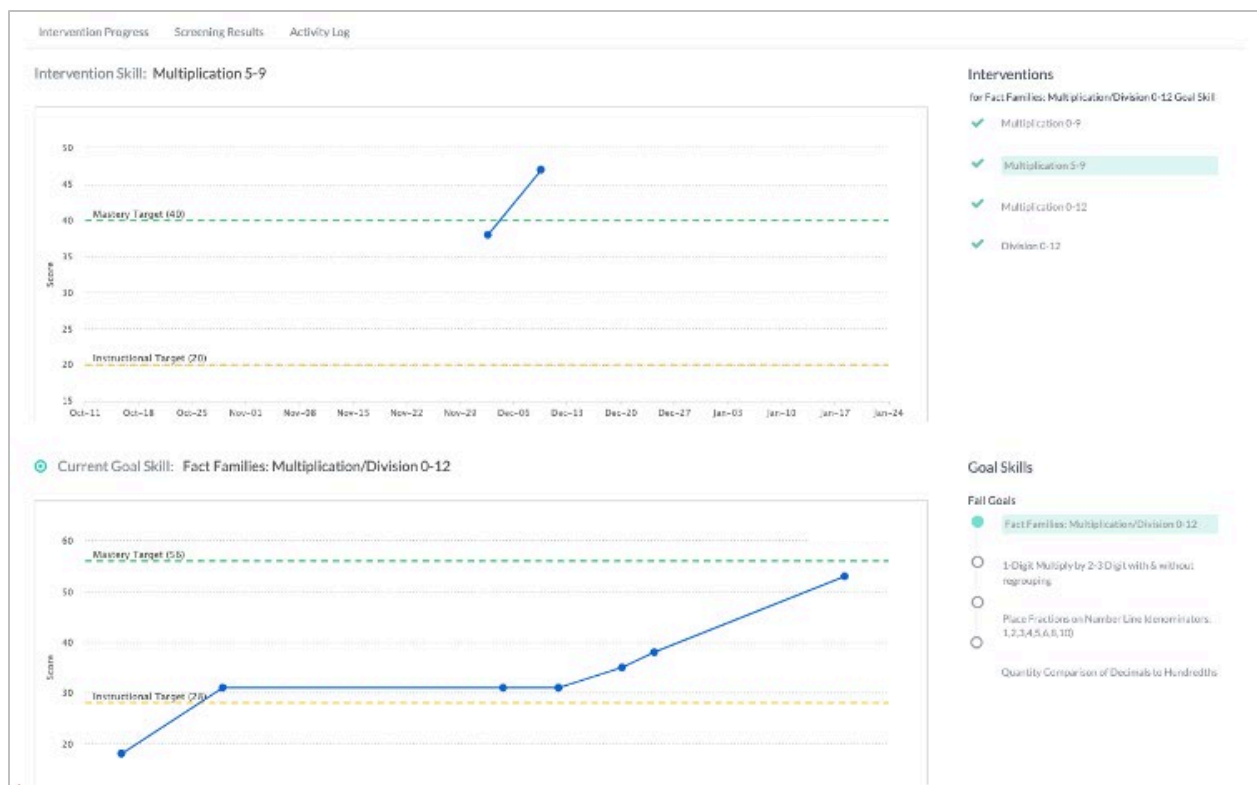 Intervention Progress Screening Results Activity Log
Intervention Skill: Multiplication 5-9
50
45
Mastery Target (40)
40
35
Score
30
25
Instructional Target (20)
20
15
Oct-11 Oct-18 Oct-25 Nov-01 Nov-08 Nov-15 Nov-22 Nov-29 Dec-06 Dec-13 Dec-20 Dec-27 Jan-03 Jan-10 Jan-17 Jan-24
Interventions
for Fact Families: Multiplication/Division 0-12 Goal Skill
Multiplication 0-9
Multiplication 5-9
Multiplication 0-12
Division 0-12
Current Goal Skill: Fact Families: Multiplication/Division 0-12
60
Mastery Target (56)
50
40
Score
30
Instructional Target (28)
20
Goal Skills
Fall Goals
Fact Families: Multiplication/Division 0-12
1-Digit Multiply by 2-3 Digit with & without
regrouping
Place Fractions on Number Line (denominators:
1,2,3,4,5,6,8,10)
Quantity Comparison of Decimals to Hundredths